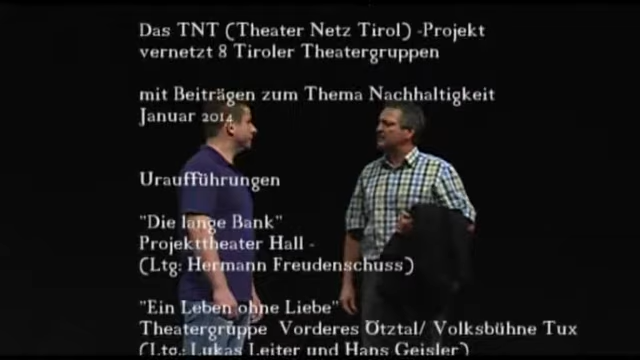 Das TNT (Theater Netz Tirol) -Projekt
vernetzt 8 Tiroler Theatergruppen
mit Beiträgen zum Thema Nachhaltigkeit
Januar 2014
Uraufführungen
"Die lange Bank"
Projekttheater Hall -
(Ltg: Hermann Freudenschuss)
"Ein Leben ohne Liebe"
Theatergruppe Vorderes Ötztal/ Volksbühne Tux
(Ltg: Lukas Leiter und Hans Geisler)